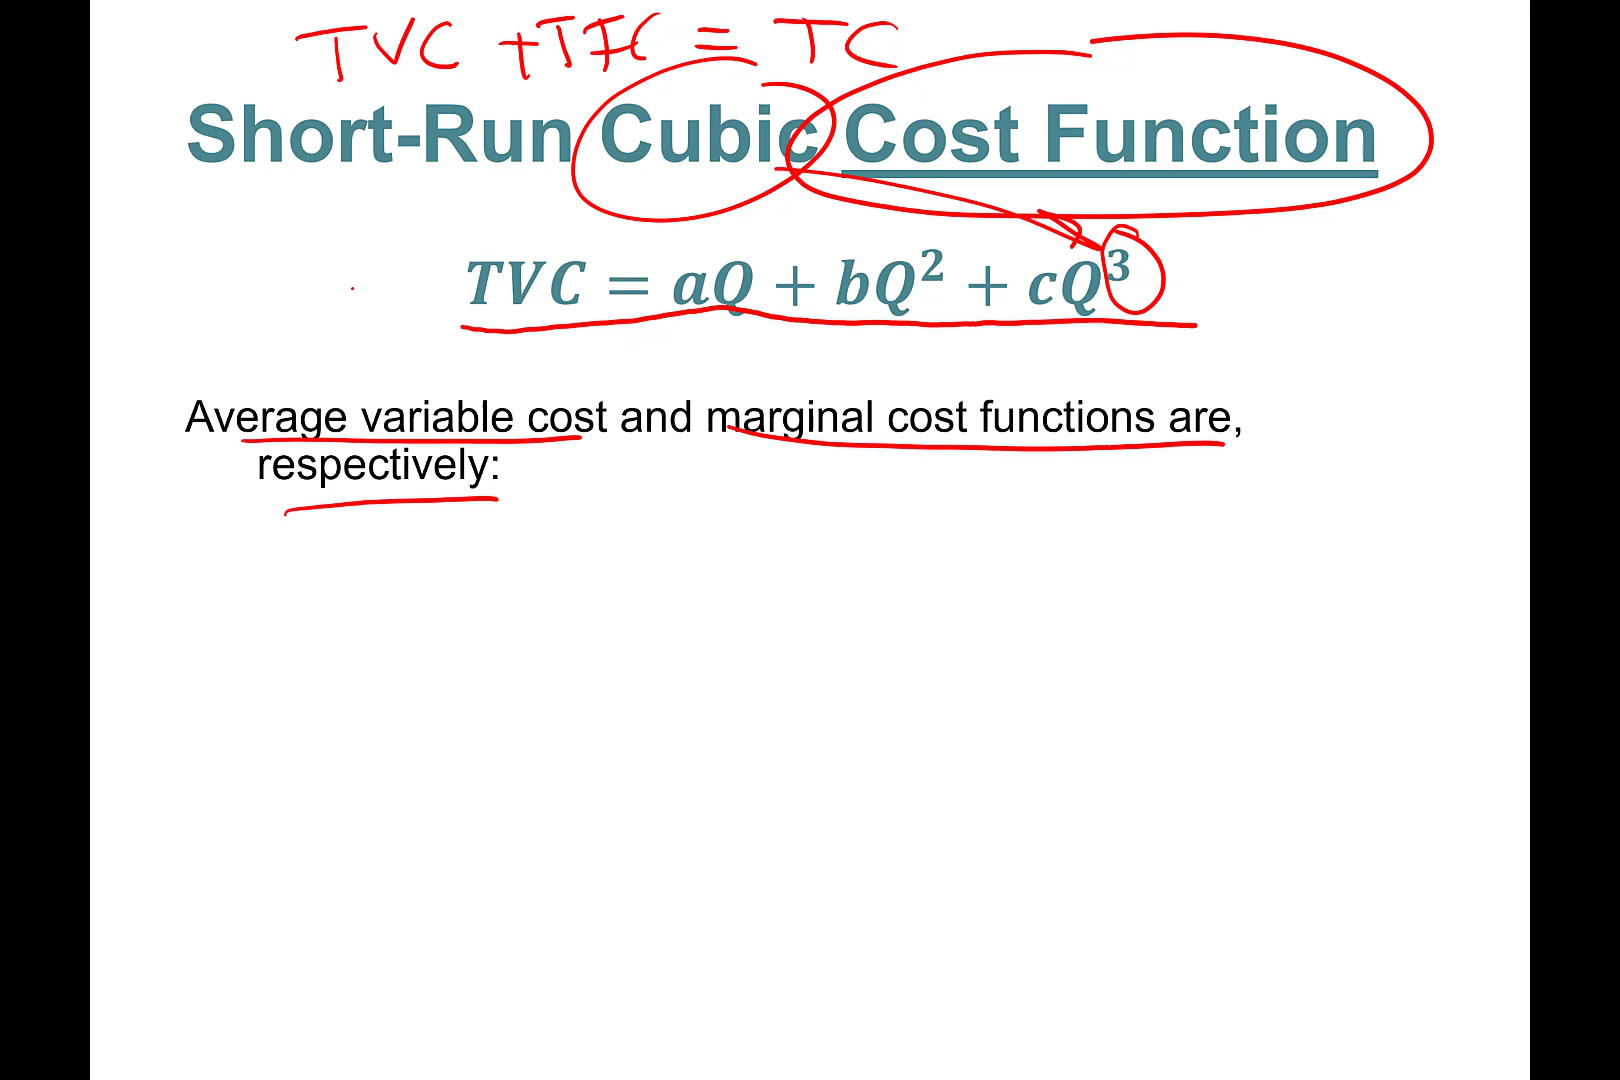 TVC + TFC = TC
Short-Run Cubic Cost Function
TVC = aQ + bQ² + cQ³
Average variable cost and marginal cost functions are,
respectively: